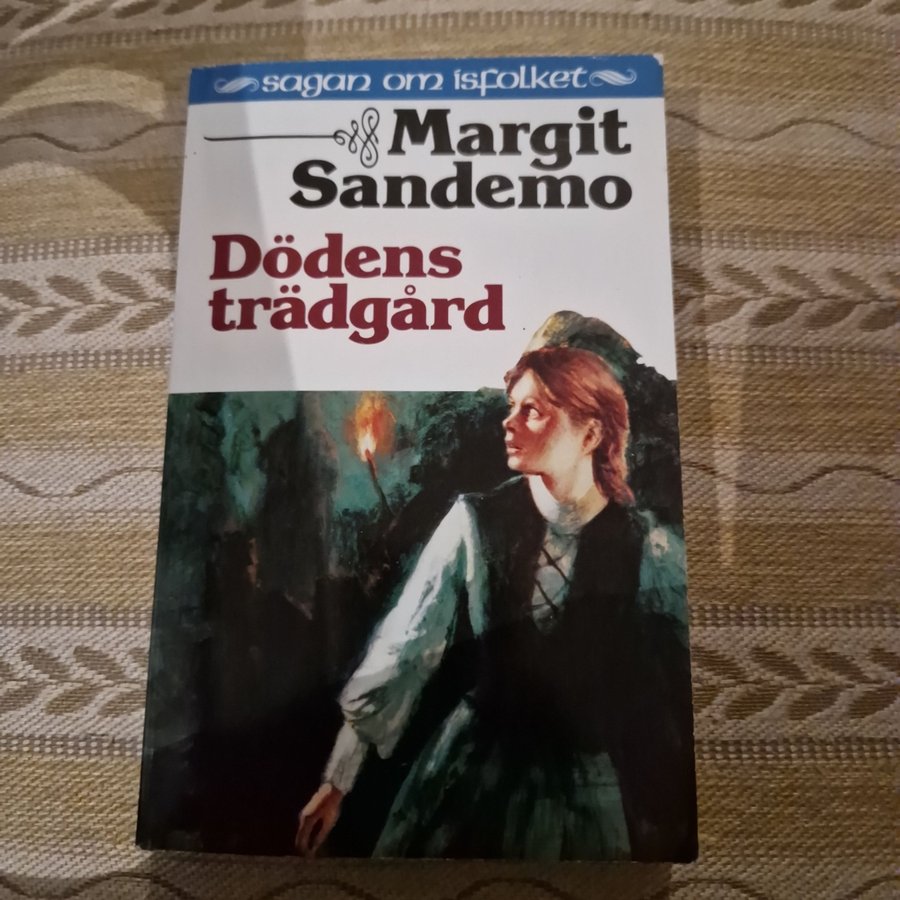 sagan om isfolket
Margit
Sandemo
Dödens
trädgård